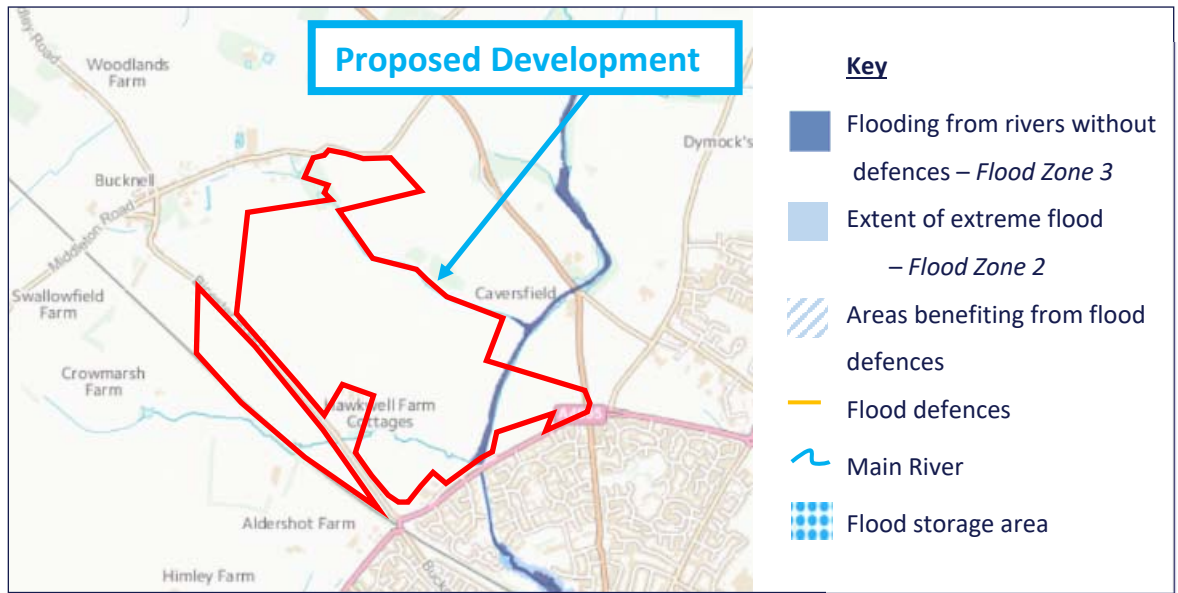 Proposed Development
Woodlands
Farm
Dymock's
Bucknell
Middleton Road
Swallowfield
Farm
Caversfield
Crowmarsh
Farm
Hawkwell Farm
Cottages
Aldershot Farm
Himley Farm
Key
Flooding from rivers without
defences – Flood Zone 3
Extent of extreme flood
– Flood Zone 2
Areas benefiting from flood
defences
Flood defences
Main River
Flood storage area